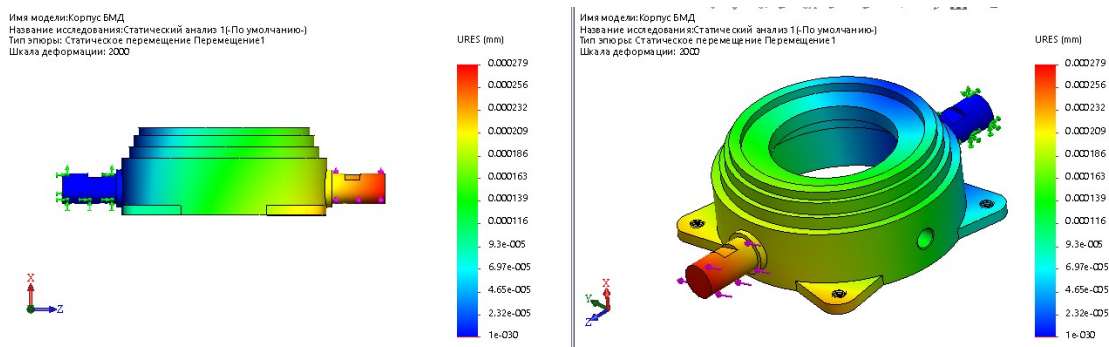 Имя модели:Корпус БМД
Название исследования:Статический анализ 1(-По умолчанию-)
Тип эпюры: Статическое перемещение Перемещение1
Шкала деформации: 2000
URES (mm)
0.000279
0.000256
0.000232
0.000209
0.000186
0.000163
0.000139
0.000116
9.3e-005
6.97e-005
4.65e-005
2.32e-005
1e-030
X
Z
Имя модели:Корпус БМД
Название исследования:Статический анализ 1(-По умолчанию-)
Тип эпюры: Статическое перемещение Перемещение1
Шкала деформации: 2000
URES (mm)
0.000279
0.000256
0.000232
0.000209
0.000186
0.000163
0.000139
0.000116
9.3e-005
6.97e-005
4.65e-005
2.32e-005
1e-030
X
Y
Z